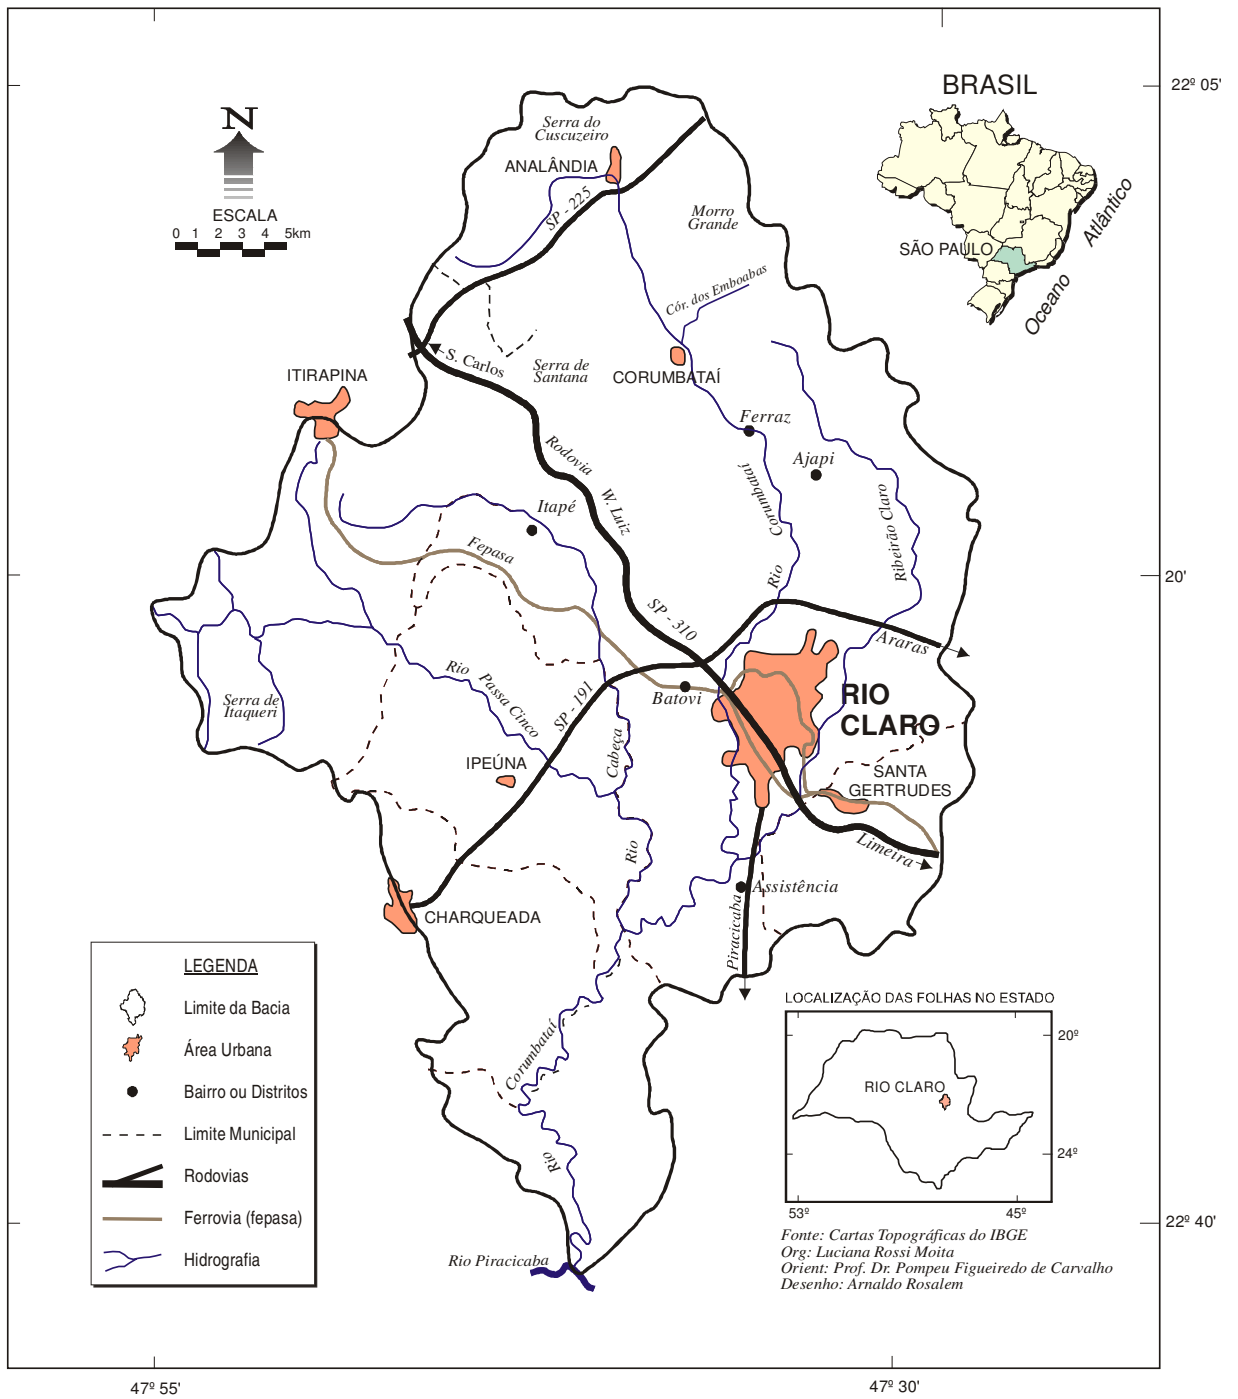 22º 05'
BRASIL
N
ESCALA
0 1 2 3 4 5km
Serra do
Cuscuzeiro
ANALÂNDIA
SP - 225
Morro
Grande
SÃO PAULO
Oceano Atlântico
Cór. dos Emboabas
S. Carlos
Serra de
Santana
CORUMBATAÍ
ITIRAPINA
Ferraz
Ajapi
Rodovia W. Luiz
Itapé
Fepasa
Rio Corumbataí
Ribeirão Claro
20'
SP - 310
Araras
Rio Passa Cinco
Serra de
Itaqueri
SP - 191
Batovi
RIO
CLARO
Cabeça
IPEÚNA
SANTA
GERTRUDES
Limeira
Rio
Assistência
Piracicaba
CHARQUEADA
LEGENDA
Limite da Bacia
Área Urbana
Bairro ou Distritos
Limite Municipal
Rodovias
Ferrovia (fepasa)
Hidrografia
Corumbataí
Rio
Rio Piracicaba
LOCALIZAÇÃO DAS FOLHAS NO ESTADO
20º
RIO CLARO
24º
53º 45º
22º 40'
Fonte: Cartas Topográficas do IBGE
Org: Luciana Rossi Moita
Orient: Prof. Dr. Pompeu Figueiredo de Carvalho
Desenho: Arnaldo Rosalem
47º 55' 47º 30'